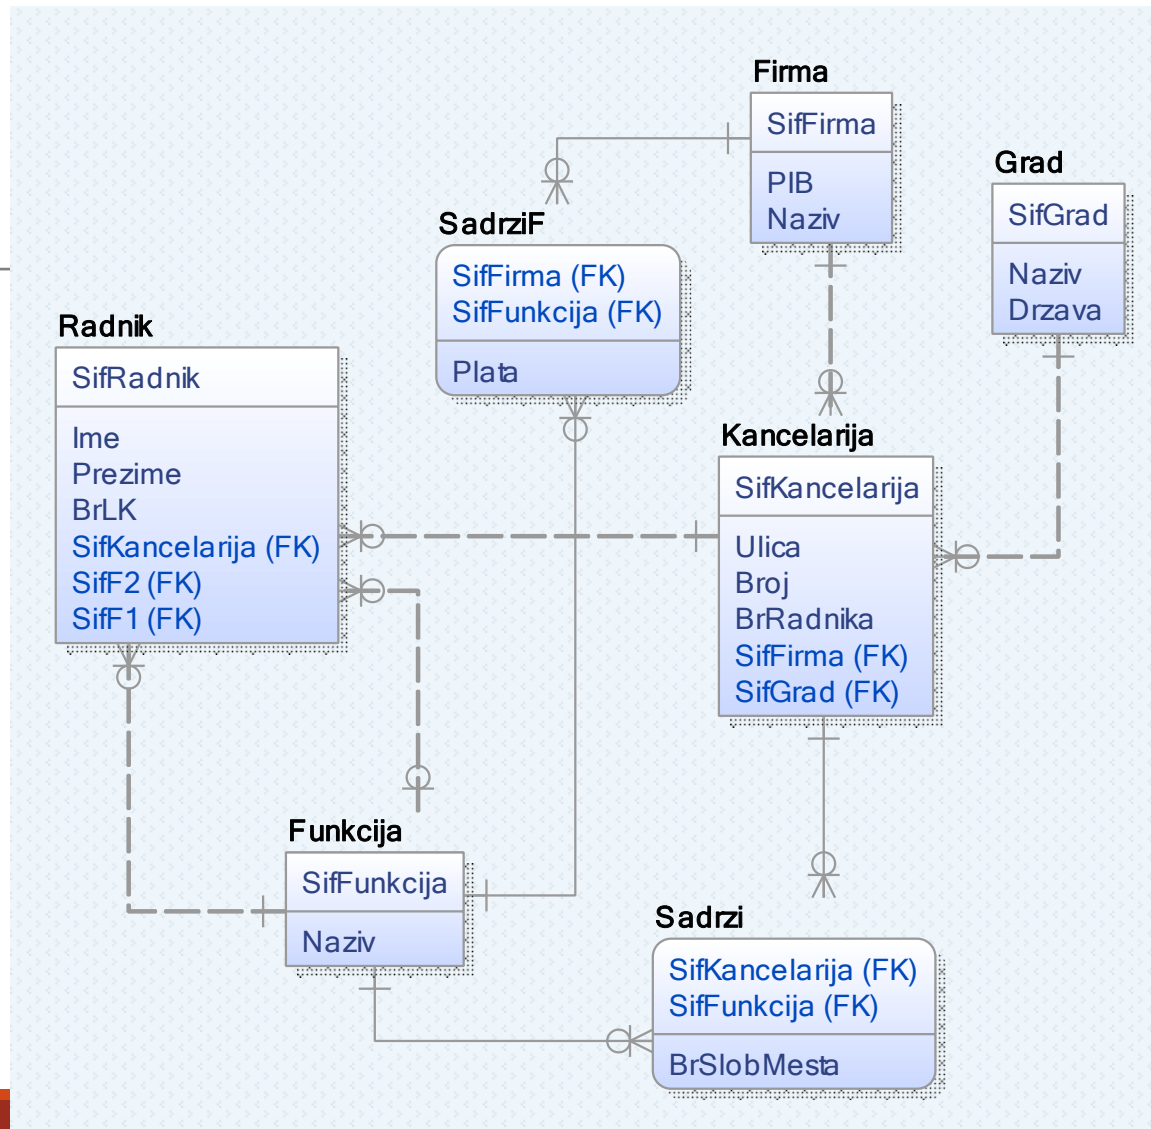 Firma
SifFirma
PIB
Naziv
Grad
SifGrad
Naziv
Drzava
SadrziF
SifFirma (FK)
SifFunkcija (FK)
Plata
Radnik
SifRadnik
Ime
Prezime
BrLK
SifKancelarija (FK)
SifF2 (FK)
SifF1 (FK)
Kancelarija
SifKancelarija
Ulica
Broj
BrRadnika
SifFirma (FK)
SifGrad (FK)
Funkcija
SifFunkcija
Naziv
Sadrzi
SifKancelarija (FK)
SifFunkcija (FK)
BrSlobMesta